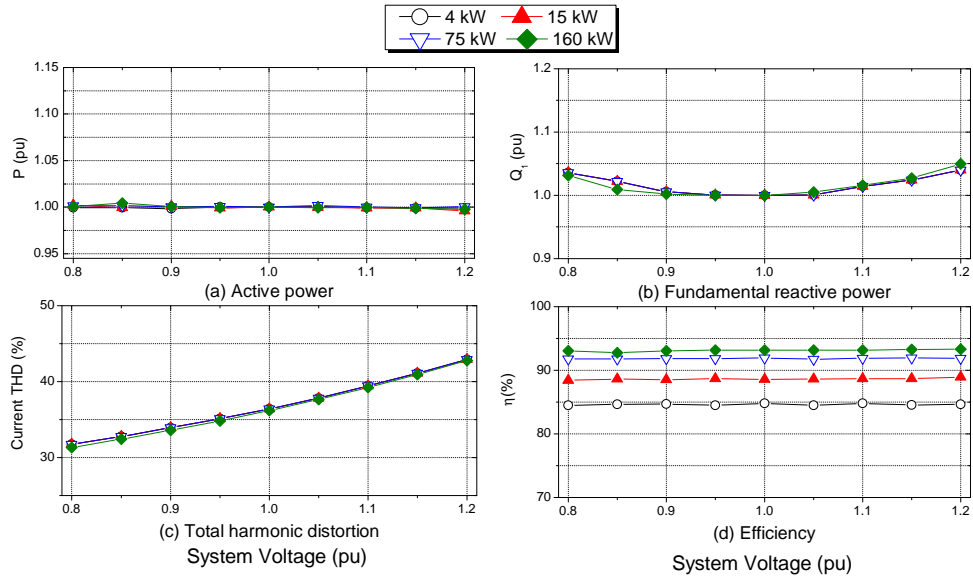 4 kW 15 kW
75 kW 160 kW
P (pu)
1.15
1.10
1.05
1.00
0.95
0.8 0.9 1.0 1.1 1.2
(a) Active power
Q₁ (pu)
1.2
1.1
1.0
0.9
0.8 0.9 1.0 1.1 1.2
(b) Fundamental reactive power
Current THD (%)
50
40
30
0.8 0.9 1.0 1.1 1.2
(c) Total harmonic distortion
System Voltage (pu)
η(%)
100
90
80
70
0.8 0.9 1.0 1.1 1.2
(d) Efficiency
System Voltage (pu)